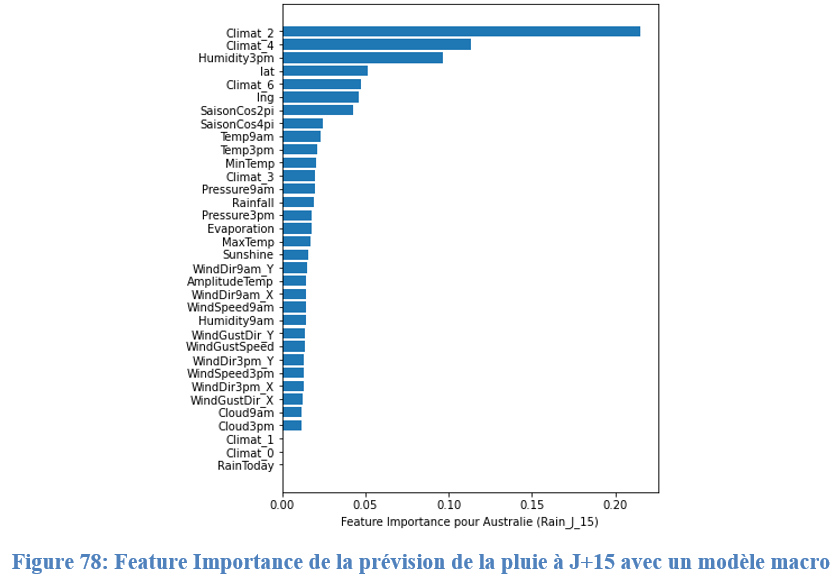 Climat_2
Climat_4
Humidity3pm
lat
Climat_6
lng
SaisonCos2pi
SaisonCos4pi
Temp9am
Temp3pm
MinTemp
Climat_3
Pressure9am
Rainfall
Pressure3pm
Evaporation
MaxTemp
Sunshine
WindDir9am_Y
AmplitudeTemp
WindDir9am_X
WindSpeed9am
Humidity9am
WindGustDir_Y
WindGustSpeed
WindDir3pm_Y
WindSpeed3pm
WindDir3pm_X
WindGustDir_X
Cloud9am
Cloud3pm
Climat_1
Climat_0
RainToday
0.00 0.05 0.10 0.15 0.20
Feature Importance pour Australie (Rain_J_15)
Figure 78: Feature Importance de la prévision de la pluie à J+15 avec un modèle macro